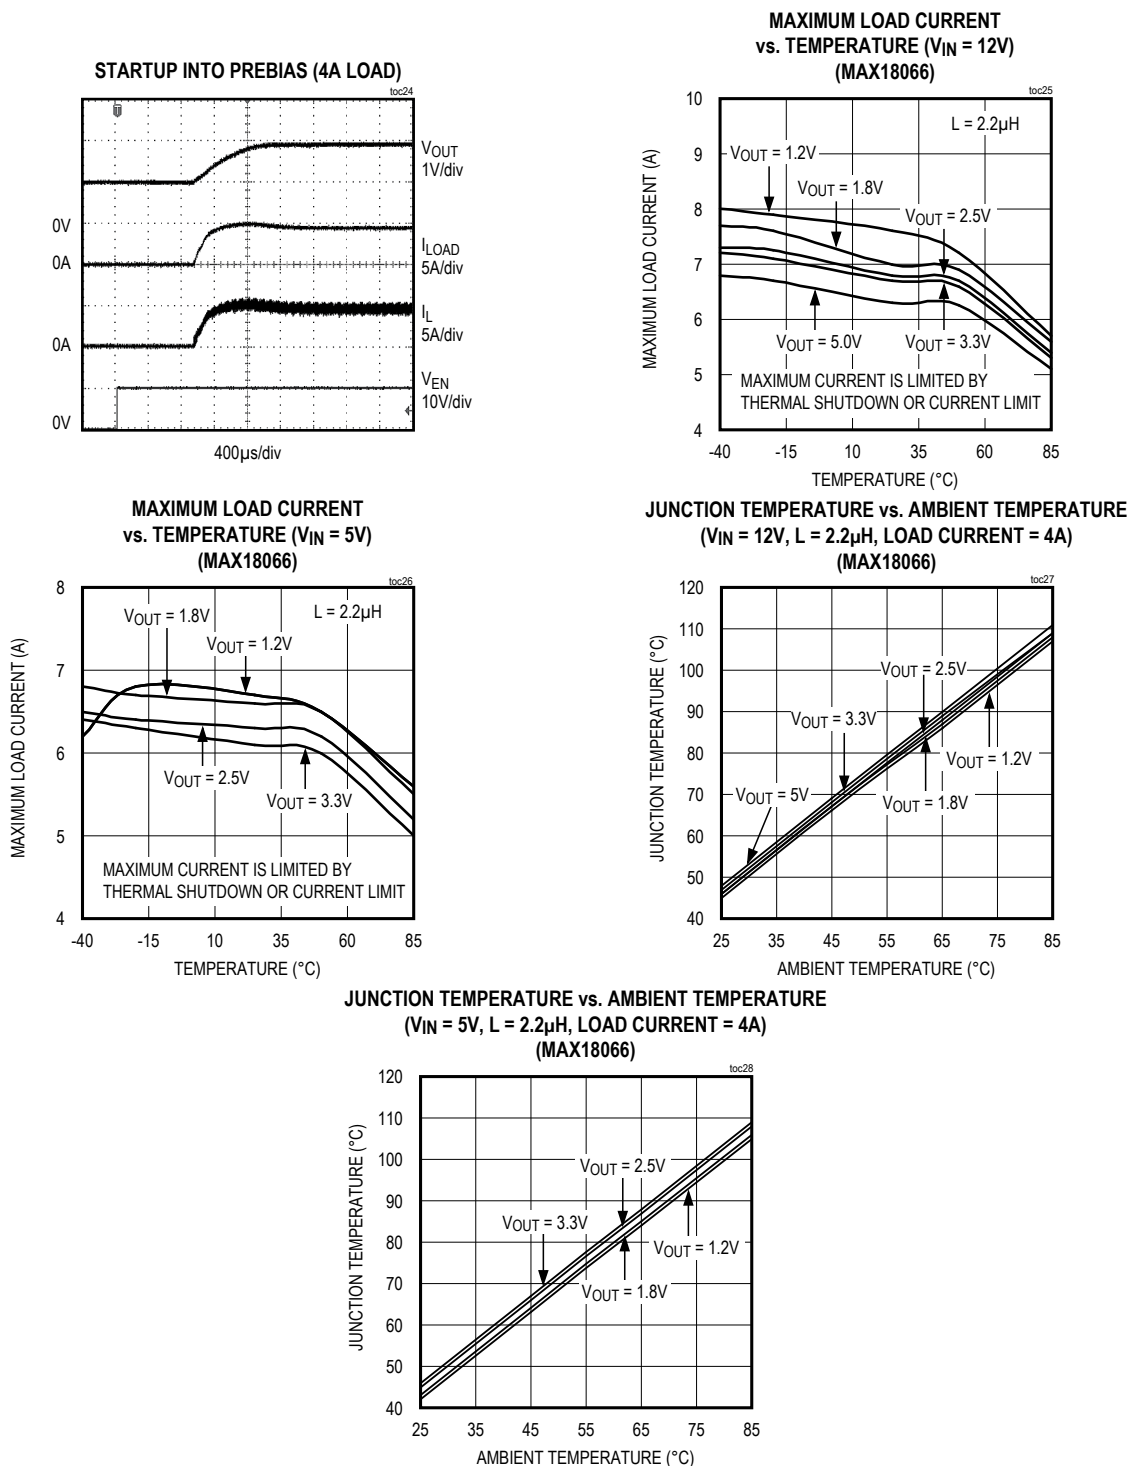 STARTUP INTO PREBIAS (4A LOAD)
toc24
VOUT
1V/div
0V
ILOAD
5A/div
0A
IL
5A/div
0A
VEN
10V/div
0V
400µs/div
MAXIMUM LOAD CURRENT
vs. TEMPERATURE (VIN = 12V)
(MAX18066)
toc25
MAXIMUM LOAD CURRENT (A)
10
9
8
7
6
5
4
L = 2.2µH
VOUT = 1.2V
VOUT = 1.8V
VOUT = 2.5V
VOUT = 5.0V
VOUT = 3.3V
MAXIMUM CURRENT IS LIMITED BY
THERMAL SHUTDOWN OR CURRENT LIMIT
-40 -15 10 35 60 85
TEMPERATURE (°C)
MAXIMUM LOAD CURRENT
vs. TEMPERATURE (VIN = 5V)
(MAX18066)
toc26
MAXIMUM LOAD CURRENT (A)
8
7
6
5
4
VOUT = 1.8V
L = 2.2µH
VOUT = 1.2V
VOUT = 2.5V
VOUT = 3.3V
MAXIMUM CURRENT IS LIMITED BY
THERMAL SHUTDOWN OR CURRENT LIMIT
-40 -15 10 35 60 85
TEMPERATURE (°C)
JUNCTION TEMPERATURE vs. AMBIENT TEMPERATURE
(VIN = 12V, L = 2.2µH, LOAD CURRENT = 4A)
(MAX18066)
toc27
JUNCTION TEMPERATURE (°C)
120
110
100
90
80
70
60
50
40
VOUT = 2.5V
VOUT = 3.3V
VOUT = 1.2V
VOUT = 5V
VOUT = 1.8V
25 35 45 55 65 75 85
AMBIENT TEMPERATURE (°C)
JUNCTION TEMPERATURE vs. AMBIENT TEMPERATURE
(VIN = 5V, L = 2.2µH, LOAD CURRENT = 4A)
(MAX18066)
toc28
JUNCTION TEMPERATURE (°C)
120
110
100
90
80
70
60
50
40
VOUT = 2.5V
VOUT = 3.3V
VOUT = 1.2V
VOUT = 1.8V
25 35 45 55 65 75 85
AMBIENT TEMPERATURE (°C)